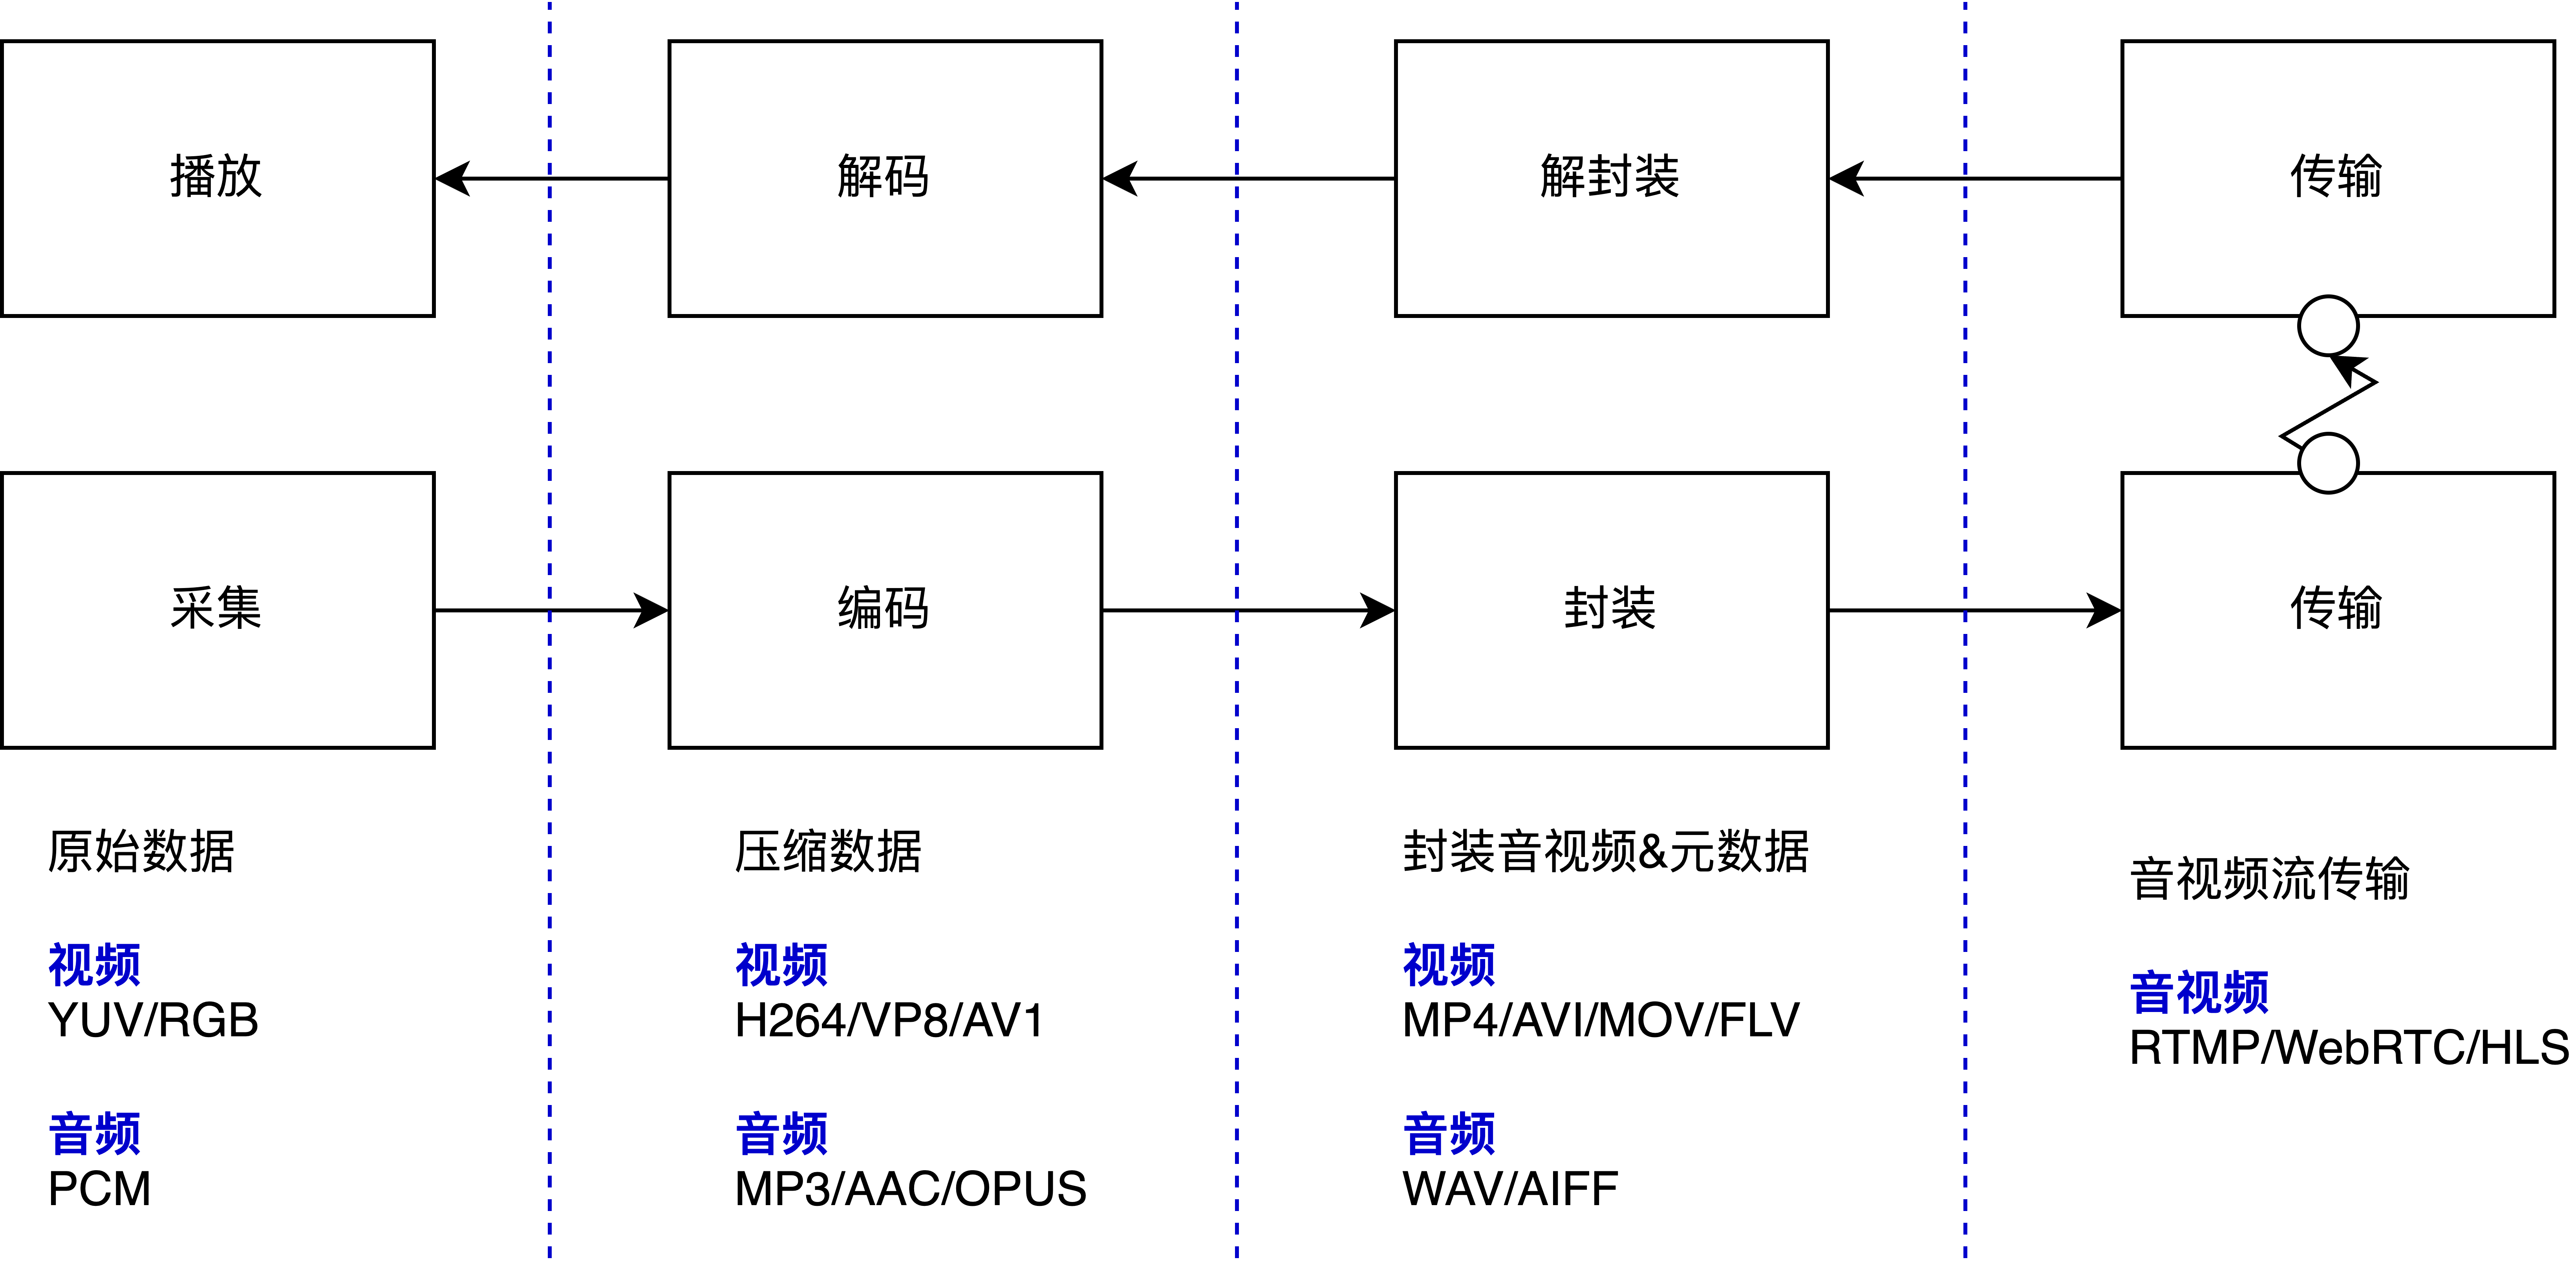 播放
解码
解封装
传输
采集
编码
封装
传输
原始数据
视频
YUV/RGB
音频
PCM
压缩数据
视频
H264/VP8/AV1
音频
MP3/AAC/OPUS
封装音视频&元数据
视频
MP4/AVI/MOV/FLV
音频
WAV/AIFF
音视频流传输
音视频
RTMP/WebRTC/HLS